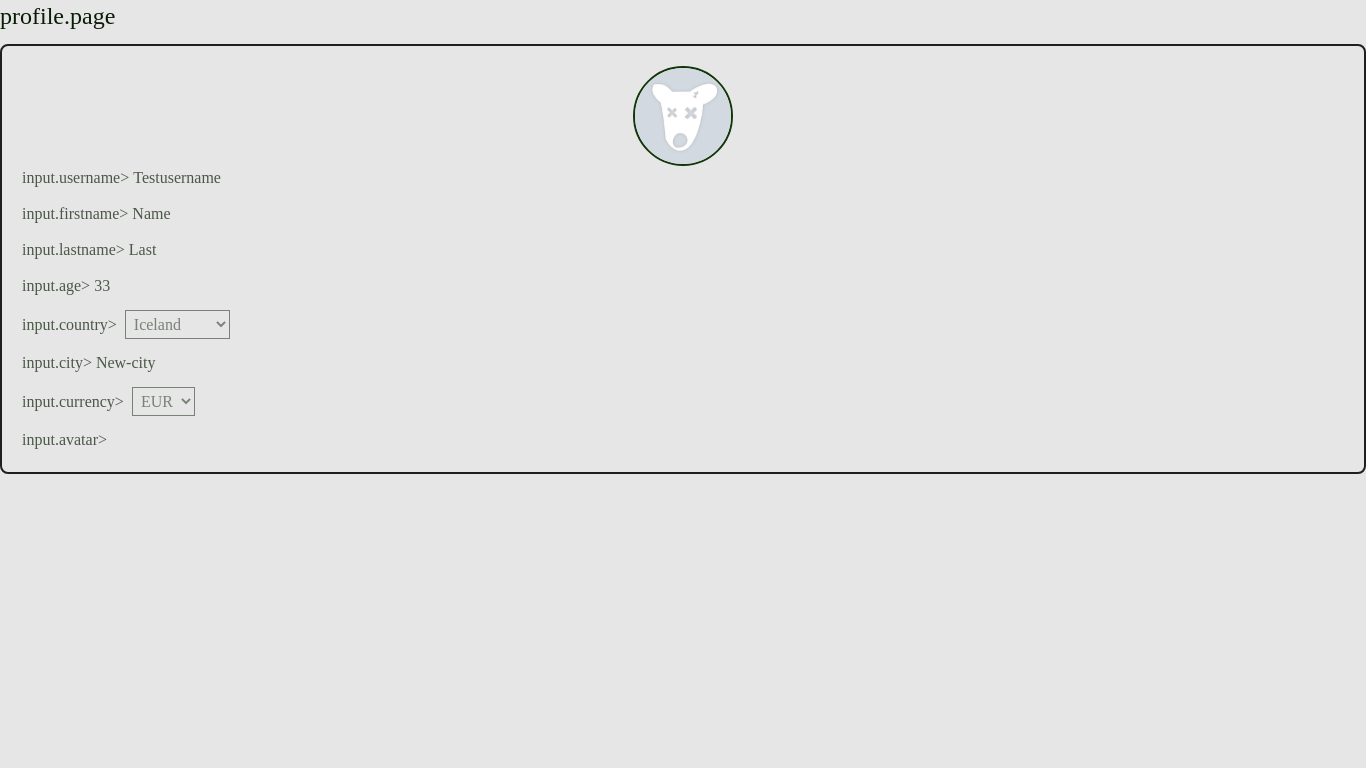 profile.page
input.username> Testusername
input.firstname> Name
input.lastname> Last
input.age> 33
input.country> Iceland
input.city> New-city
input.currency> EUR
input.avatar>